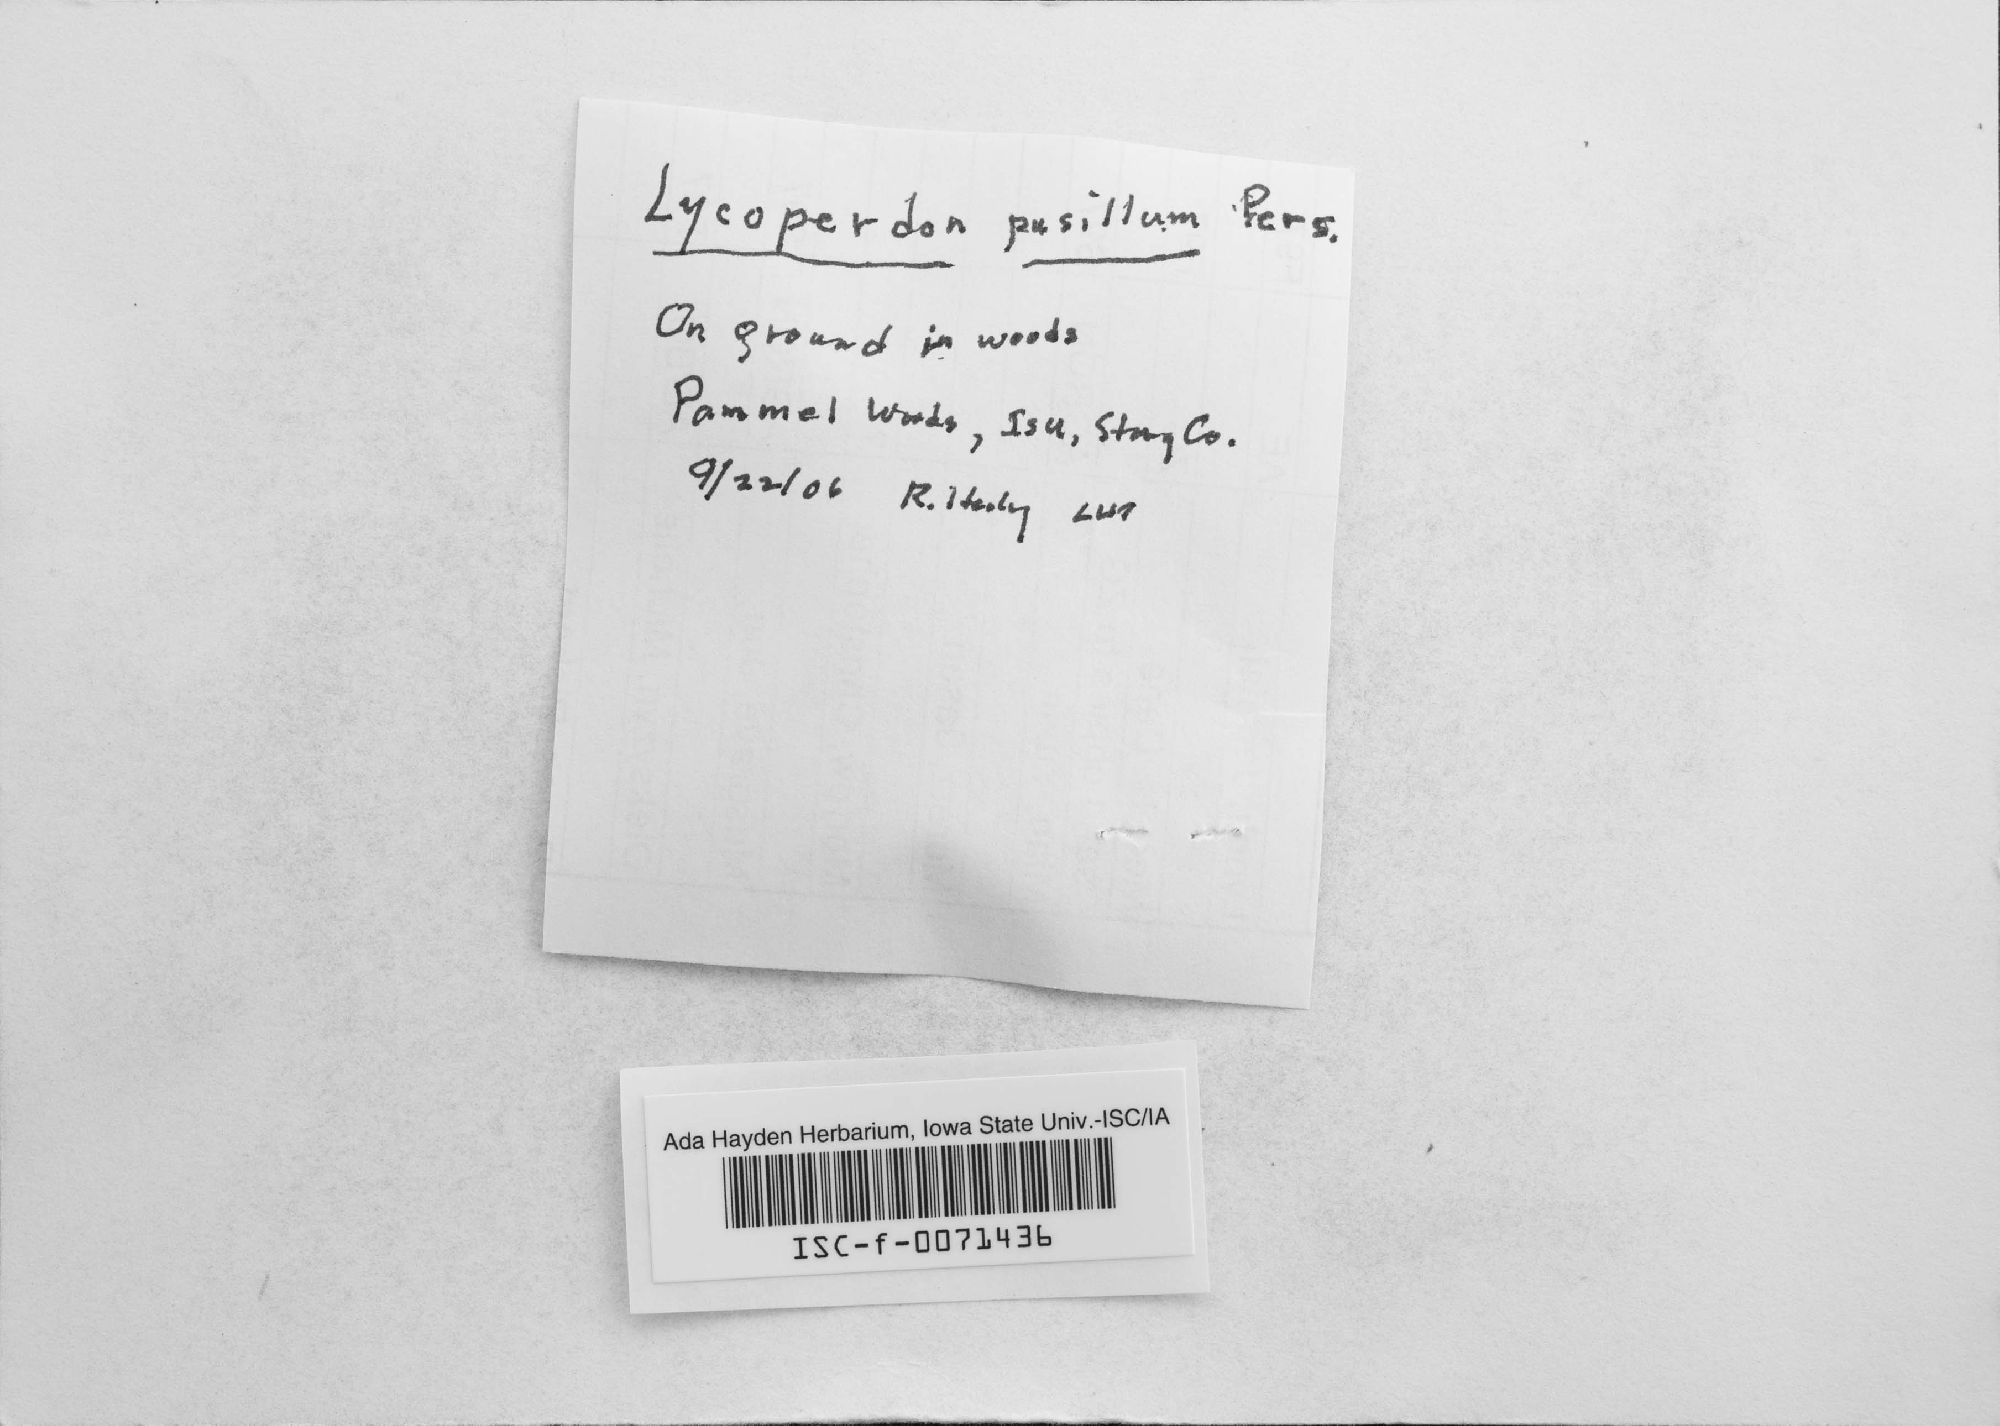 Lycoperdon pusillum Pers.
On ground in woods
Pammel Woods, ISU, Story Co.
9/22/06 R. Healy LHT
Ada Hayden Herbarium, Iowa State Univ.-ISC/IA
ISC-f-0071436